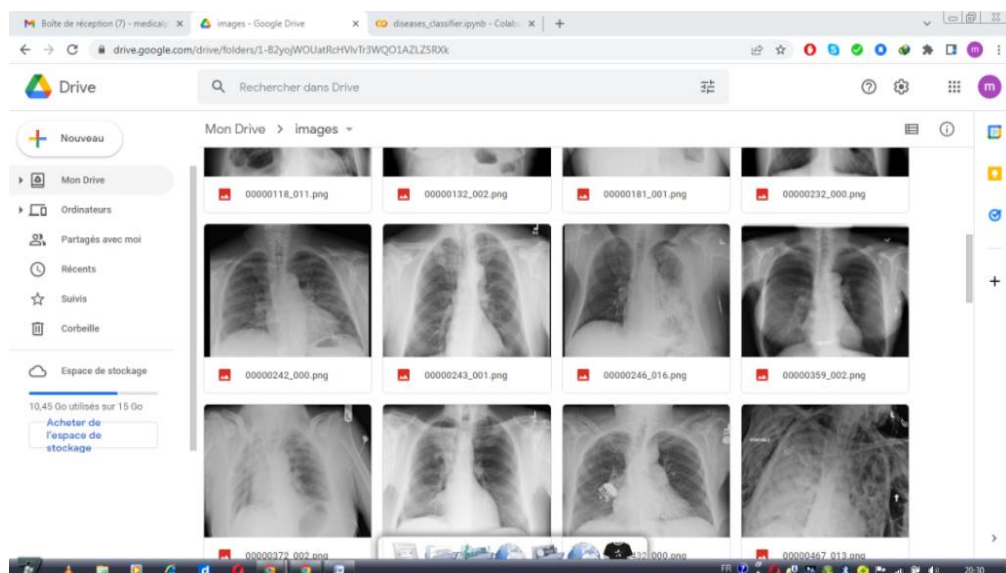 Boîte de réception (7) - medicalp
images - Google Drive
diseases_classifier.ipynb - Colab
drive.google.com/drive/folders/1-82yojWOUatRcHVlvTr3WQO1AZLZ5RXk
Drive
Rechercher dans Drive
m
Nouveau
Mon Drive > images
Mon Drive
Ordinateurs
Partagés avec moi
Récents
Suivis
Corbeille
Espace de stockage
10,45 Go utilisés sur 15 Go
Acheter de
l'espace de
stockage
00000118_011.png
00000132_002.png
00000181_001.png
00000232_000.png
00000242_000.png
00000243_001.png
00000246_016.png
00000359_002.png
00000372_002.png
432_000.png
00000467_013.png
FR
20:30